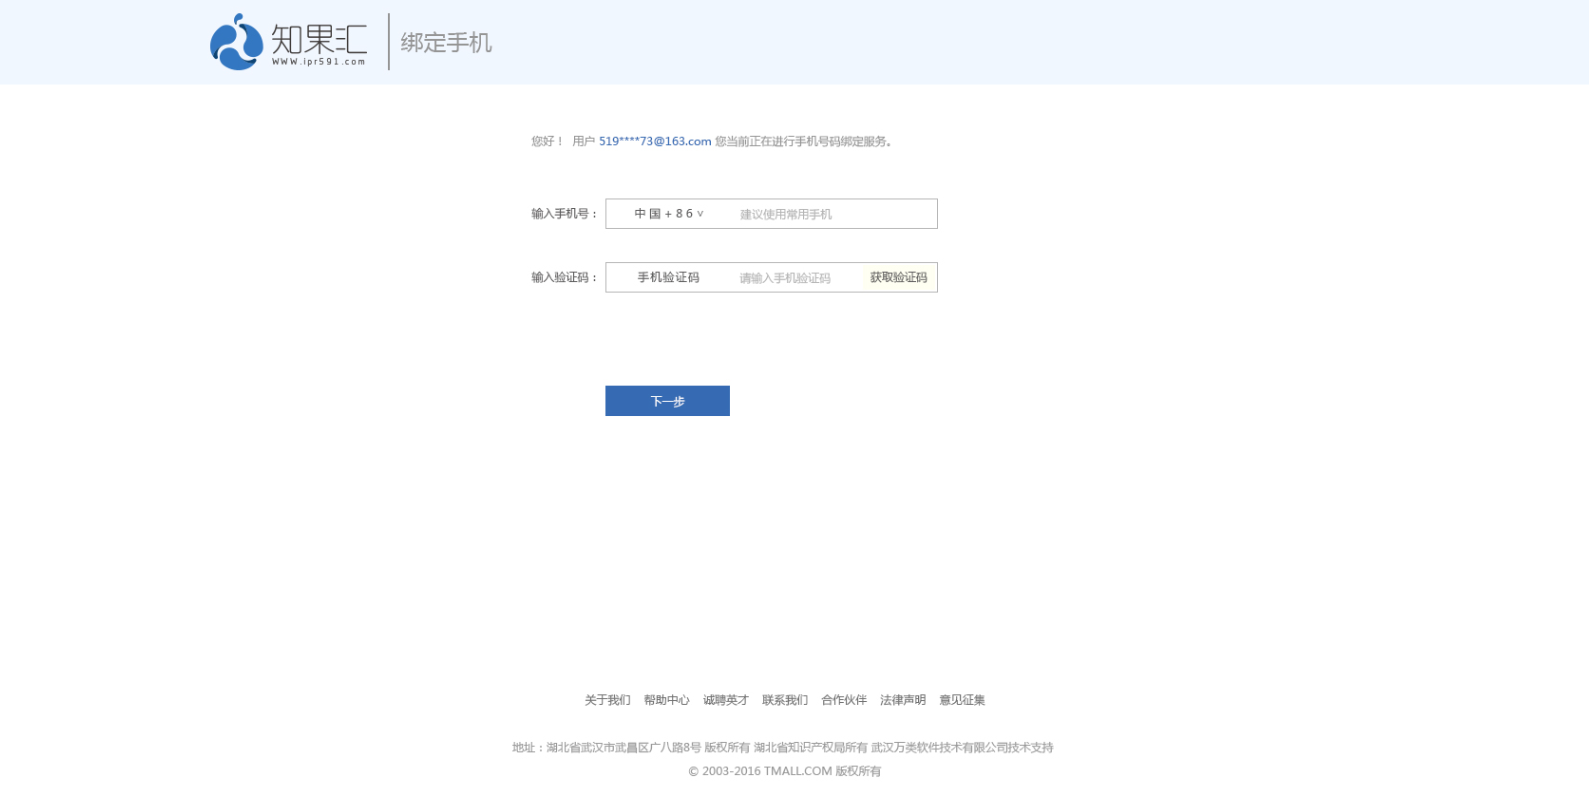 知果汇
www.ipr591.com
绑定手机
您好！ 用户 519****73@163.com 您当前正在进行手机号码绑定服务。
输入手机号： 中国+86∨ 建议使用常用手机
输入验证码： 手机验证码 请输入手机验证码 获取验证码
下一步
关于我们 帮助中心 诚聘英才 联系我们 合作伙伴 法律声明 意见征集
地址：湖北省武汉市武昌区广八路8号 版权所有 湖北省知识产权局所有 武汉万类软件技术有限公司技术支持
© 2003-2016 TMALL.COM 版权所有